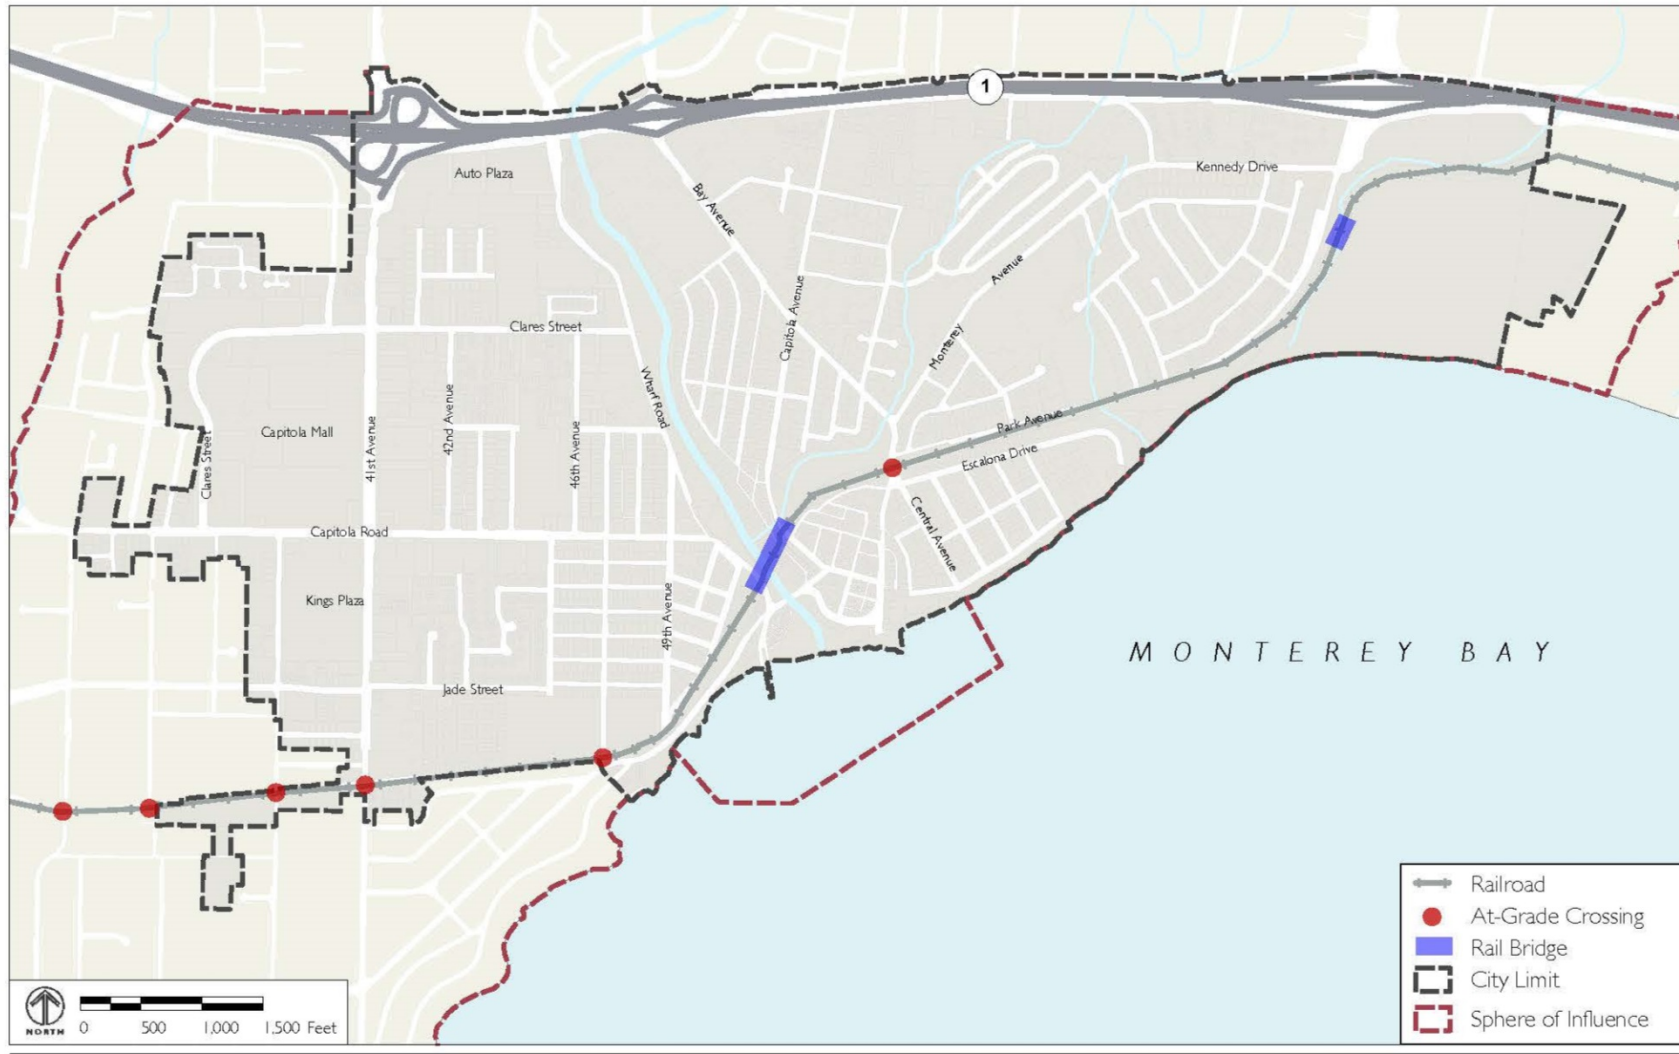 1
Auto Plaza
Kennedy Drive
Bay Avenue
Avenue
Monterey
Capitola Avenue
Clares Street
Wharf Road
41st Avenue
42nd Avenue
46th Avenue
Capitola Mall
Clares Street
Park Avenue
Escalona Drive
Central Avenue
Capitola Road
Kings Plaza
49th Avenue
Jade Street
MONTEREY BAY
Railroad
At-Grade Crossing
Rail Bridge
City Limit
Sphere of Influence
NORTH
0 500 1,000 1,500 Feet